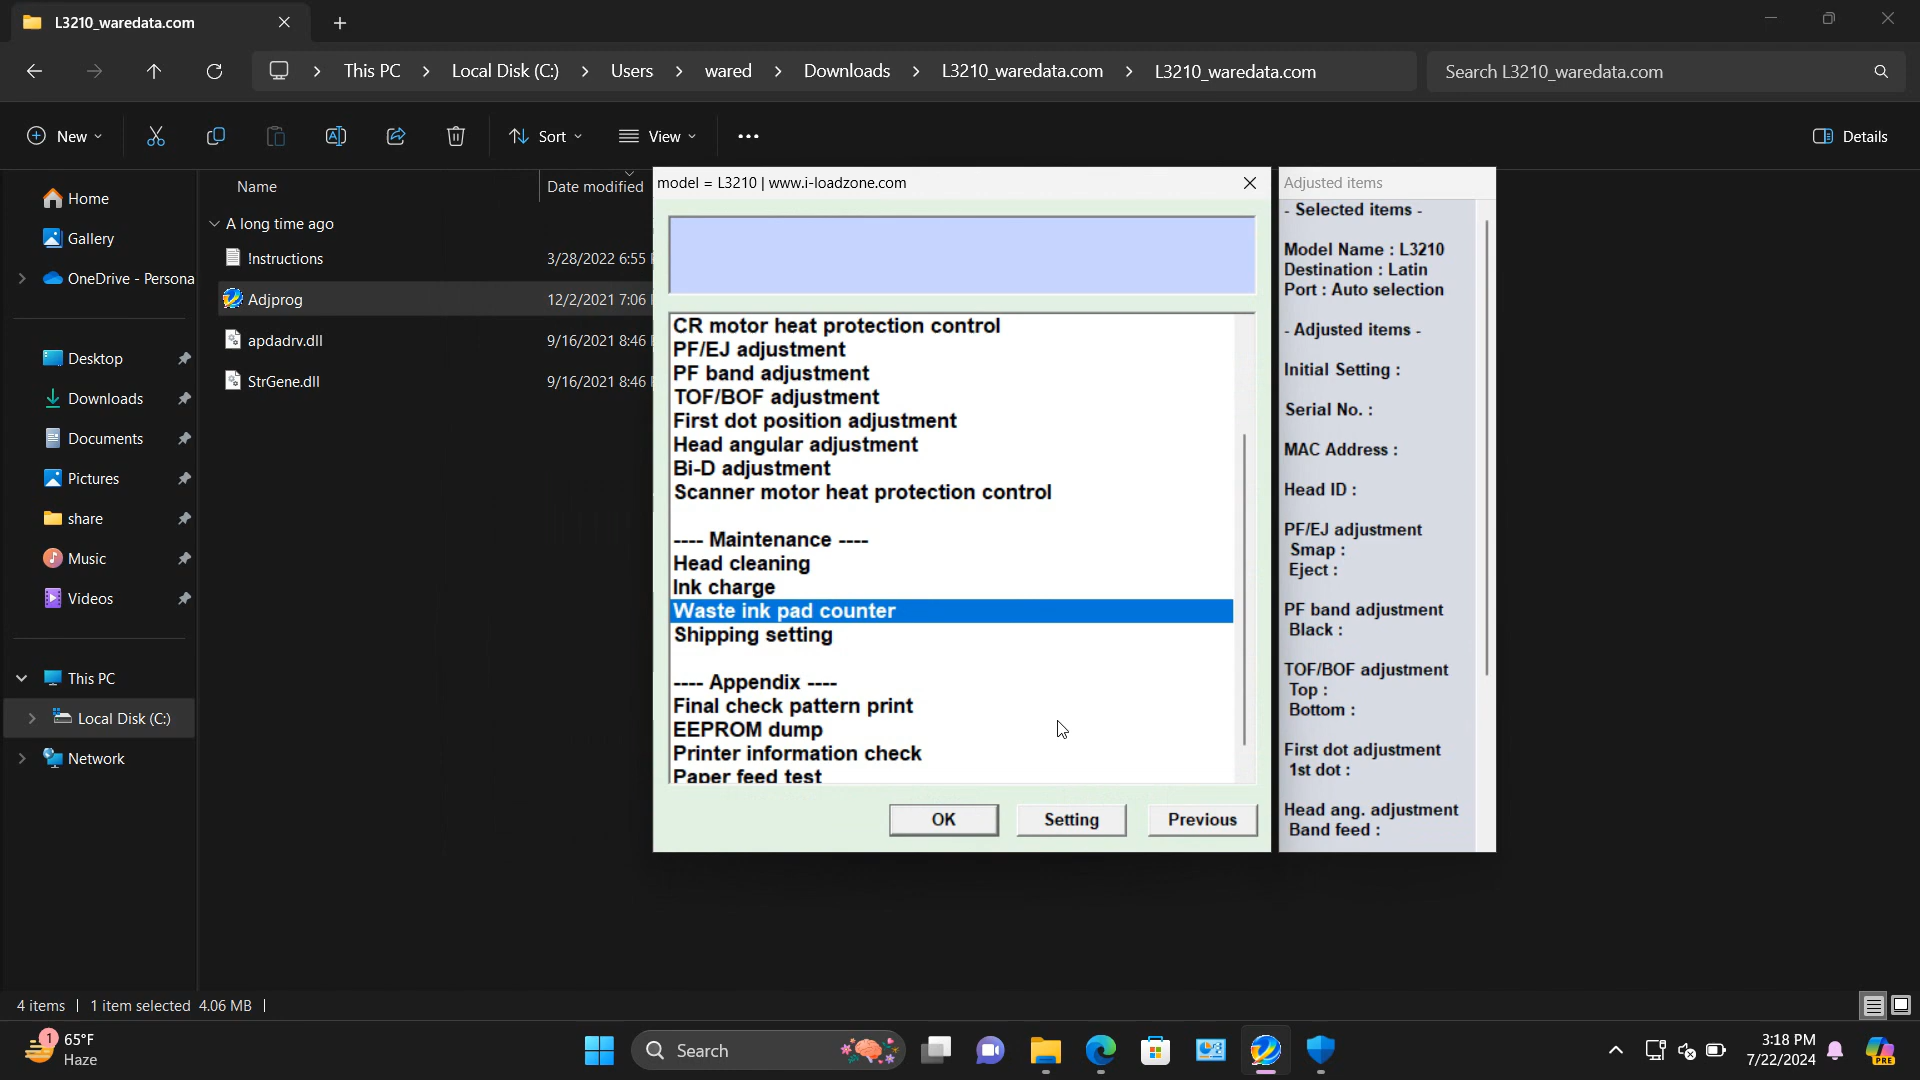 L3210_waredata.com
This PC
Local Disk (C:)
Users
wared
Downloads
L3210_waredata.com
L3210_waredata.com
Search L3210_waredata.com
New
Sort
View
Details
Home
Gallery
OneDrive - Persona
Desktop
Downloads
Documents
Pictures
share
Music
Videos
This PC
Local Disk (C:)
Network
Name
Date modified
A long time ago
!nstructions
3/28/2022 6:55
Adjprog
12/2/2021 7:06
apdadrv.dll
9/16/2021 8:46
StrGene.dll
9/16/2021 8:46
model = L3210 | www.i-loadzone.com
CR motor heat protection control
PF/EJ adjustment
PF band adjustment
TOF/BOF adjustment
First dot position adjustment
Head angular adjustment
Bi-D adjustment
Scanner motor heat protection control
---- Maintenance ----
Head cleaning
Ink charge
Waste ink pad counter
Shipping setting
---- Appendix ----
Final check pattern print
EEPROM dump
Printer information check
Paper feed test
OK
Setting
Previous
Adjusted items
- Selected items -
Model Name : L3210
Destination : Latin
Port : Auto selection
- Adjusted items -
Initial Setting :
Serial No. :
MAC Address :
Head ID :
PF/EJ adjustment
Smap :
Eject :
PF band adjustment
Black :
TOF/BOF adjustment
Top :
Bottom :
First dot adjustment
1st dot :
Head ang. adjustment
Band feed :
4 items
1 item selected 4.06 MB
1
65°F
Haze
Search
3:18 PM
7/22/2024
PRE